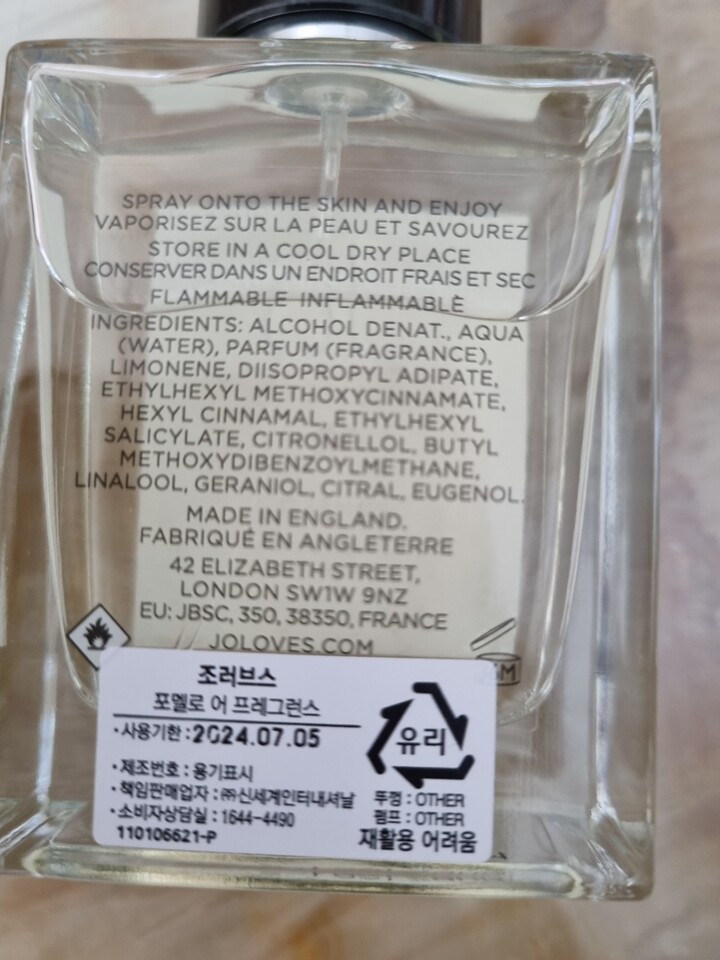 SPRAY ONTO THE SKIN AND ENJOY
VAPORISEZ SUR LA PEAU ET SAVOUREZ
STORE IN A COOL DRY PLACE
CONSERVER DANS UN ENDROIT FRAIS ET SEC
FLAMMABLE INFLAMMABLE
INGREDIENTS: ALCOHOL DENAT., AQUA
(WATER), PARFUM (FRAGRANCE),
LIMONENE, DIISOPROPYL ADIPATE,
ETHYLHEXYL METHOXYCINNAMATE,
HEXYL CINNAMAL, ETHYLHEXYL
SALICYLATE, CITRONELLOL, BUTYL
METHOXYDIBENZOYLMETHANE,
LINALOOL, GERANIOL, CITRAL, EUGENOL.
MADE IN ENGLAND.
FABRIQUÉ EN ANGLETERRE
42 ELIZABETH STREET,
LONDON SW1W 9NZ
EU: JBSC, 350, 38350, FRANCE
JOLOVES.COM
조러브스
포멜로 어 프레그런스
•사용기한:2024.07.05
•제조번호 : 용기표시
•책임판매업자 : ㈜신세계인터내셔날
•소비자상담실 : 1644-4490
110106621-P
유리
뚜껑 : OTHER
펌프 : OTHER
재활용 어려움